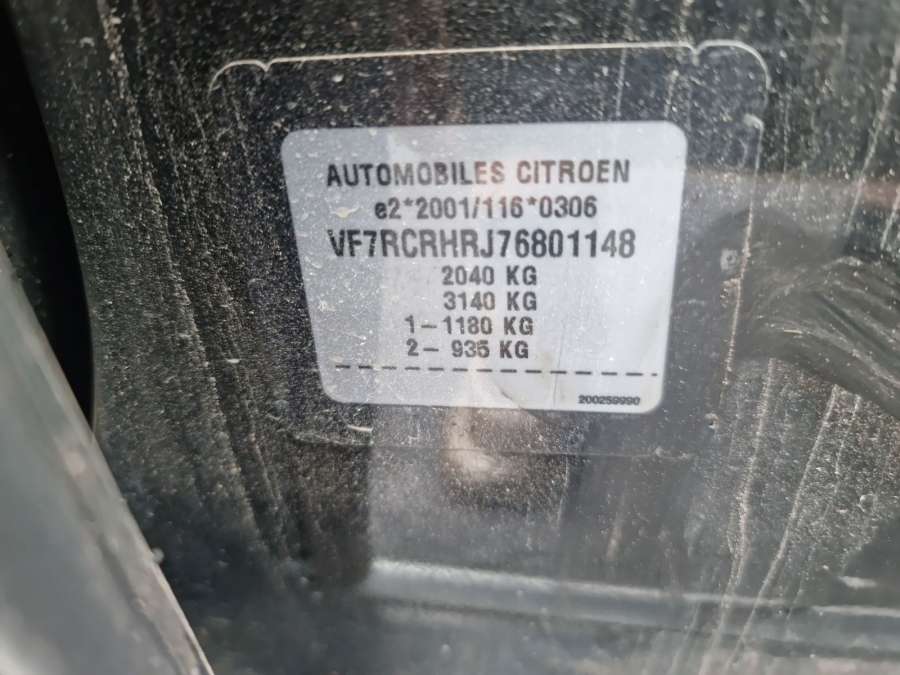 AUTOMOBILES CITROEN
e2*2001/116*0306
VF7RCRHRJ76801148
2040 KG
3140 KG
1-1180 KG
2- 935 KG
200259990